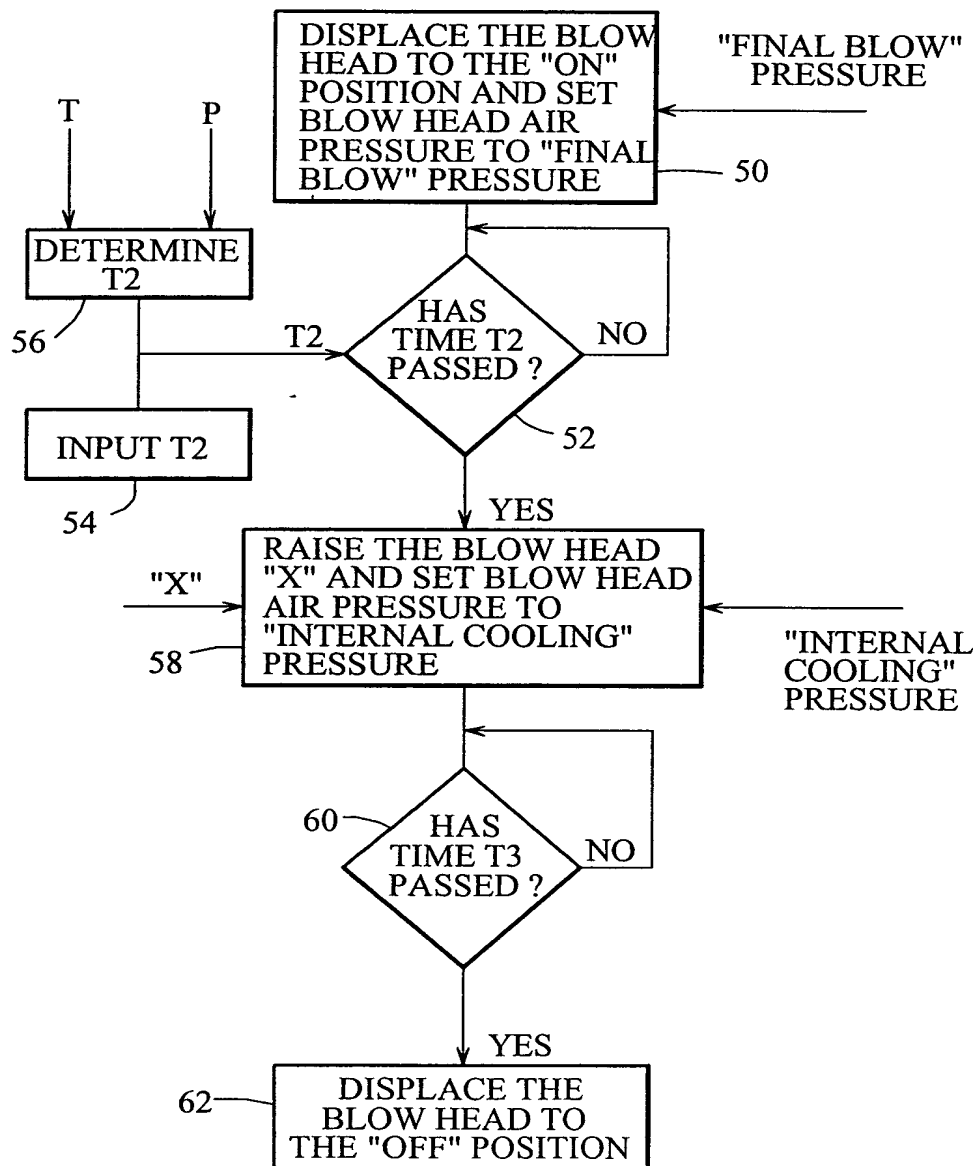 DISPLACE THE BLOW
HEAD TO THE "ON"
POSITION AND SET
BLOW HEAD AIR
PRESSURE TO "FINAL
BLOW" PRESSURE
"FINAL BLOW"
PRESSURE
50
T
P
DETERMINE
T2
56
T2
HAS
TIME T2
PASSED ?
NO
52
INPUT T2
54
YES
RAISE THE BLOW HEAD
"X" AND SET BLOW HEAD
AIR PRESSURE TO
"INTERNAL COOLING"
PRESSURE
"X"
58
"INTERNAL
COOLING"
PRESSURE
60
HAS
TIME T3
PASSED ?
NO
YES
62
DISPLACE THE
BLOW HEAD TO
THE "OFF" POSITION